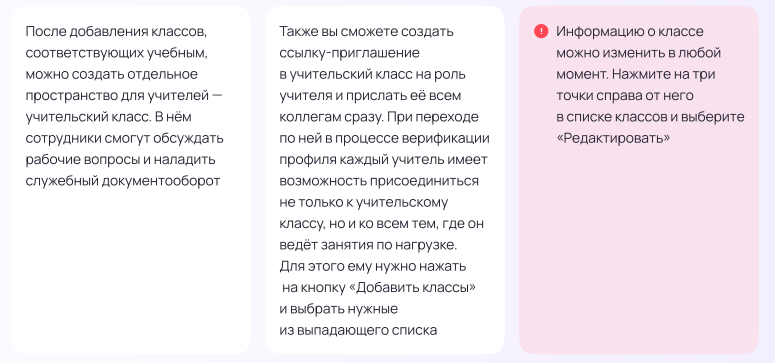 После добавления классов,
соответствующих учебным,
можно создать отдельное
пространство для учителей —
учительский класс. В нём
сотрудники смогут обсуждать
рабочие вопросы и наладить
служебный документооборот
Также вы сможете создать
ссылку-приглашение
в учительский класс на роль
учителя и прислать её всем
коллегам сразу. При переходе
по ней в процессе верификации
профиля каждый учитель имеет
возможность присоединиться
не только к учительскому
классу, но и ко всем тем, где он
ведёт занятия по нагрузке.
Для этого ему нужно нажать
на кнопку «Добавить классы»
и выбрать нужные
из выпадающего списка
Информацию о классе
можно изменить в любой
момент. Нажмите на три
точки справа от него
в списке классов и выберите
«Редактировать»